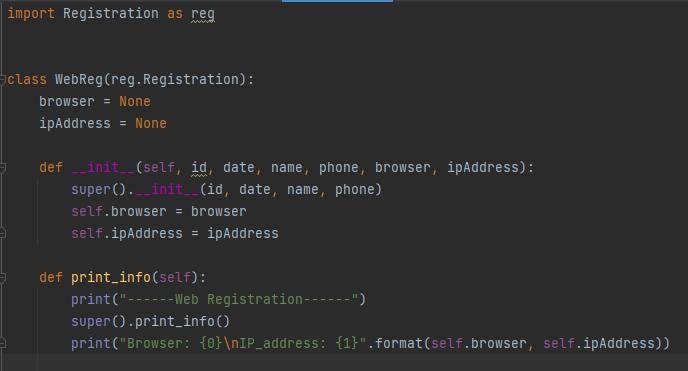 import Registration as reg
class WebReg(reg.Registration):
    browser = None
    ipAddress = None
    def __init__(self, id, date, name, phone, browser, ipAddress):
        super().__init__(id, date, name, phone)
        self.browser = browser
        self.ipAddress = ipAddress
    def print_info(self):
        print("------Web Registration------")
        super().print_info()
        print("Browser: {0}\nIP_address: {1}".format(self.browser, self.ipAddress))